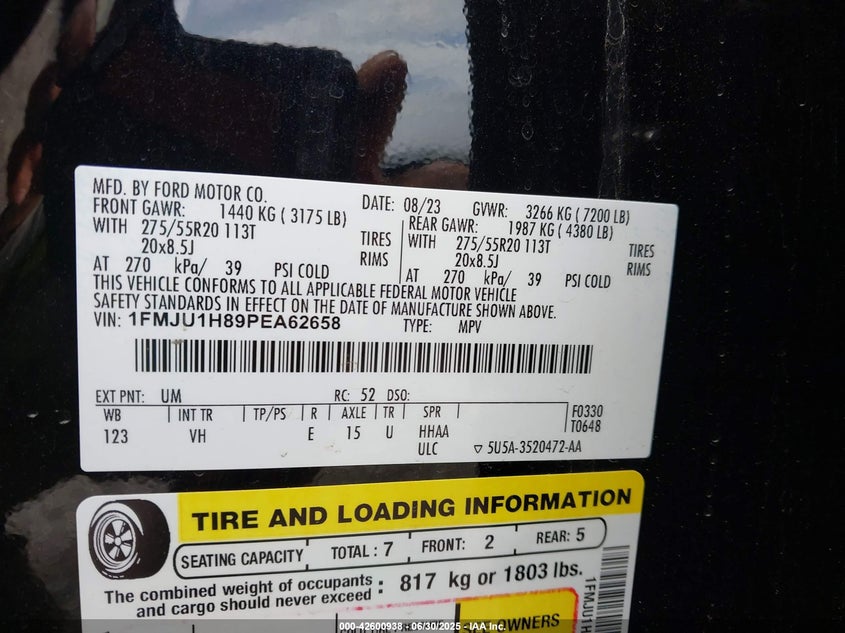 MFD. BY FORD MOTOR CO. DATE: 08/23 GVWR: 3266 KG ( 7200 LB)
FRONT GAWR: 1440 KG ( 3175 LB) REAR GAWR: 1987 KG ( 4380 LB)
WITH 275/55R20 113T TIRES WITH 275/55R20 113T TIRES
20x8.5J RIMS 20x8.5J RIMS
AT 270 kPa/ 39 PSI COLD AT 270 kPa/ 39 PSI COLD
THIS VEHICLE CONFORMS TO ALL APPLICABLE FEDERAL MOTOR VEHICLE
SAFETY STANDARDS IN EFFECT ON THE DATE OF MANUFACTURE SHOWN ABOVE.
VIN: 1FMJU1H89PEA62658 TYPE: MPV
EXT PNT: UM RC: 52 DSO:
WB INT TR TP/PS R AXLE TR SPR F0330
123 VH E 15 U HHAA T0648
ULC ▽ 5U5A-3520472-AA
TIRE AND LOADING INFORMATION
SEATING CAPACITY TOTAL : 7 FRONT: 2 REAR: 5
The combined weight of occupants and cargo should never exceed : 817 kg or 1803 lbs.
OWNERS
1FMJU1H
000-42600938 - 06/30/2025 - IAA Inc.